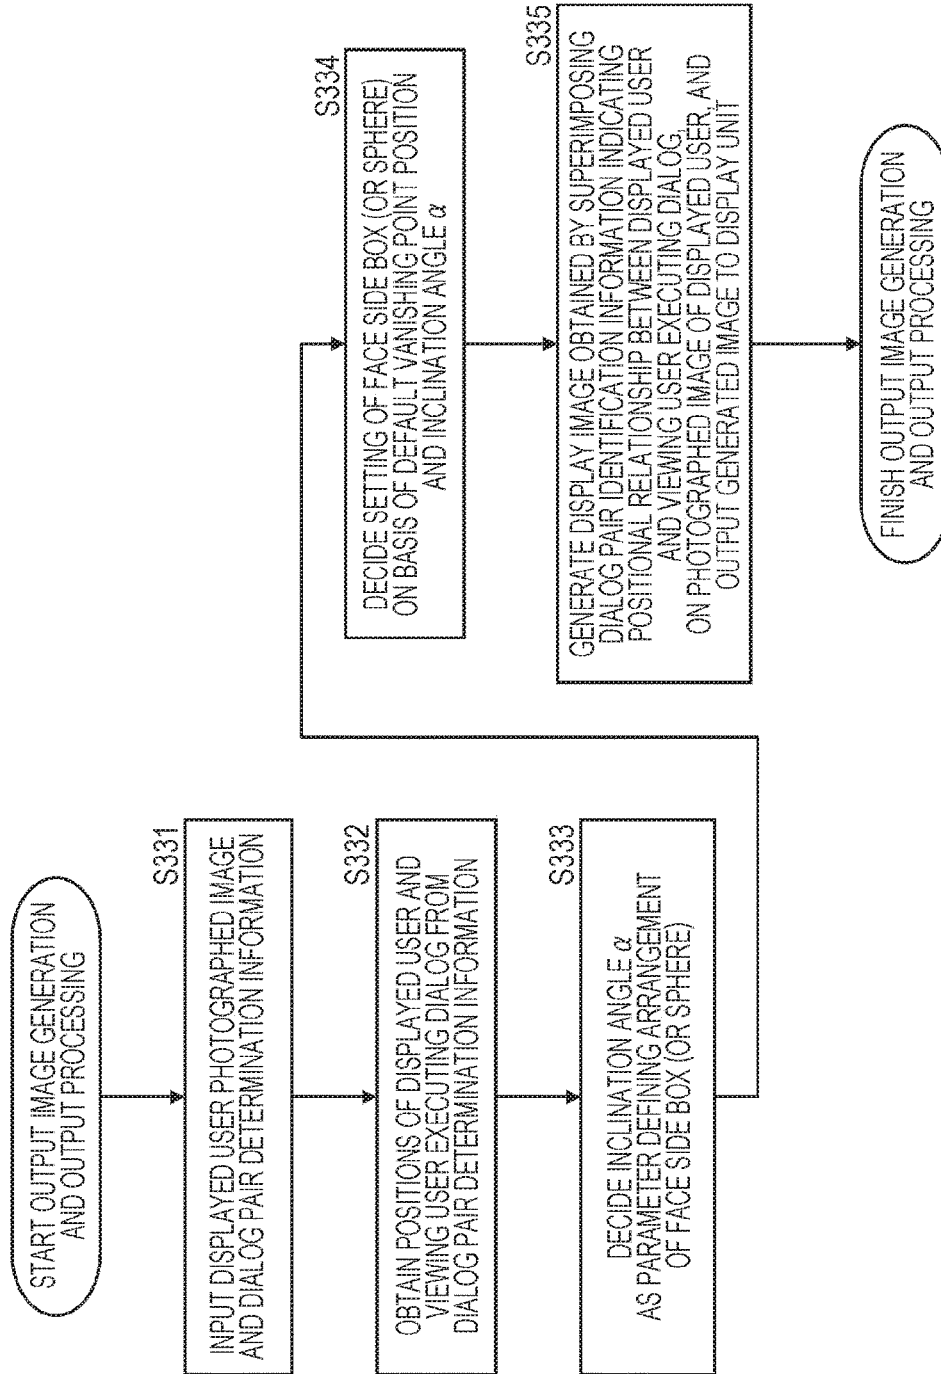 START OUTPUT IMAGE GENERATION
AND OUTPUT PROCESSING
S331
INPUT DISPLAYED USER PHOTOGRAPHED IMAGE
AND DIALOG PAIR DETERMINATION INFORMATION
S332
OBTAIN POSITIONS OF DISPLAYED USER AND
VIEWING USER EXECUTING DIALOG FROM
DIALOG PAIR DETERMINATION INFORMATION
S333
DECIDE INCLINATION ANGLE α
AS PARAMETER DEFINING ARRANGEMENT
OF FACE SIDE BOX (OR SPHERE)
S334
DECIDE SETTING OF FACE SIDE BOX (OR SPHERE)
ON BASIS OF DEFAULT VANISHING POINT POSITION
AND INCLINATION ANGLE α
S335
GENERATE DISPLAY IMAGE OBTAINED BY SUPERIMPOSING
DIALOG PAIR IDENTIFICATION INFORMATION INDICATING
POSITIONAL RELATIONSHIP BETWEEN DISPLAYED USER
AND VIEWING USER EXECUTING DIALOG,
ON PHOTOGRAPHED IMAGE OF DISPLAYED USER, AND
OUTPUT GENERATED IMAGE TO DISPLAY UNIT
FINISH OUTPUT IMAGE GENERATION
AND OUTPUT PROCESSING